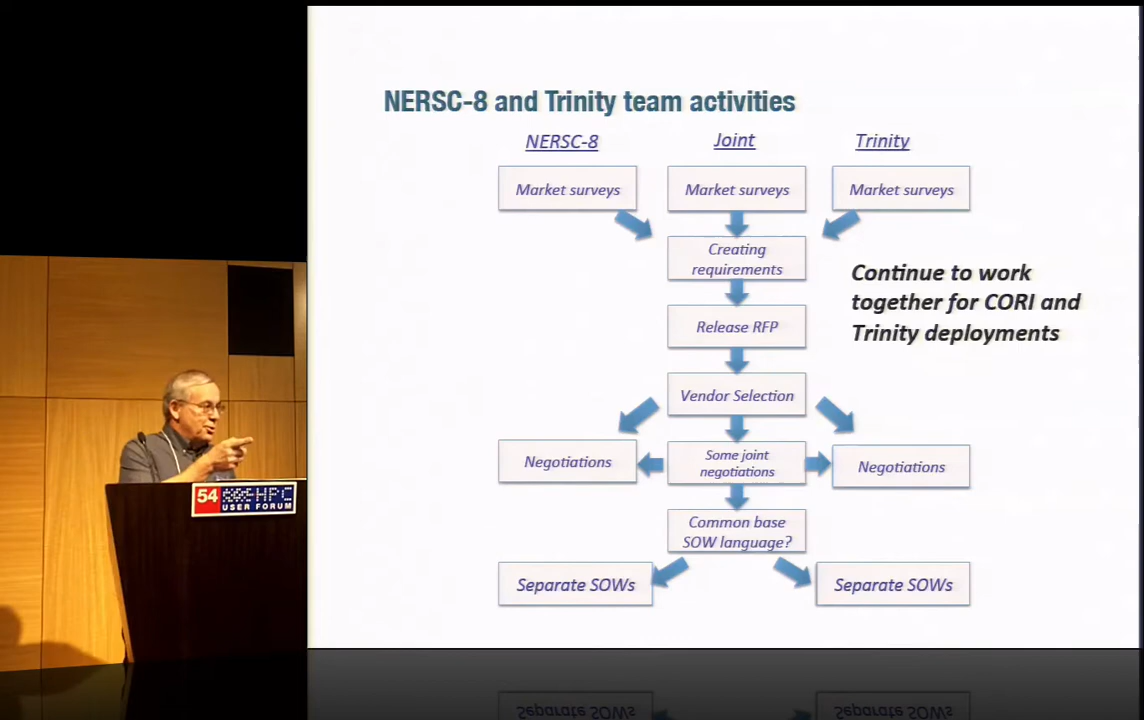 NERSC-8 and Trinity team activities
NERSC-8
Joint
Trinity
Market surveys
Market surveys
Market surveys
Creating
requirements
Continue to work
together for CORI and
Trinity deployments
Release RFP
Vendor Selection
Negotiations
Some joint
negotiations
Negotiations
Common base
SOW language?
Separate SOWs
Separate SOWs
54 HPC
USER FORUM